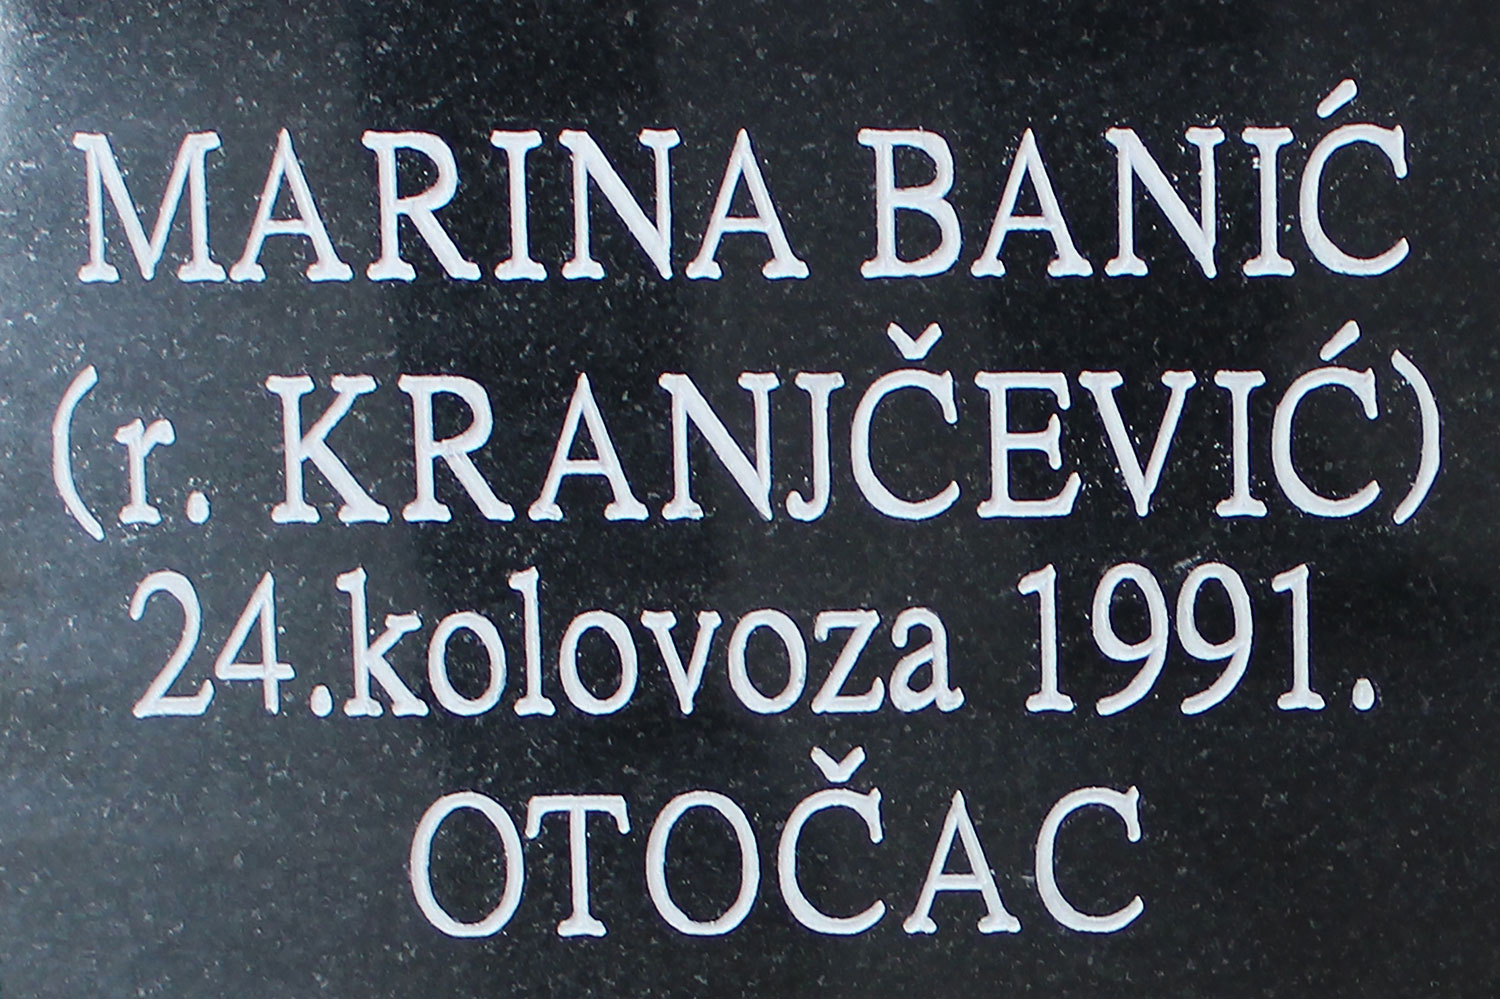 MARINA BANIĆ
(r. KRANJČEVIĆ)
24.kolovoza 1991.
OTOČAC